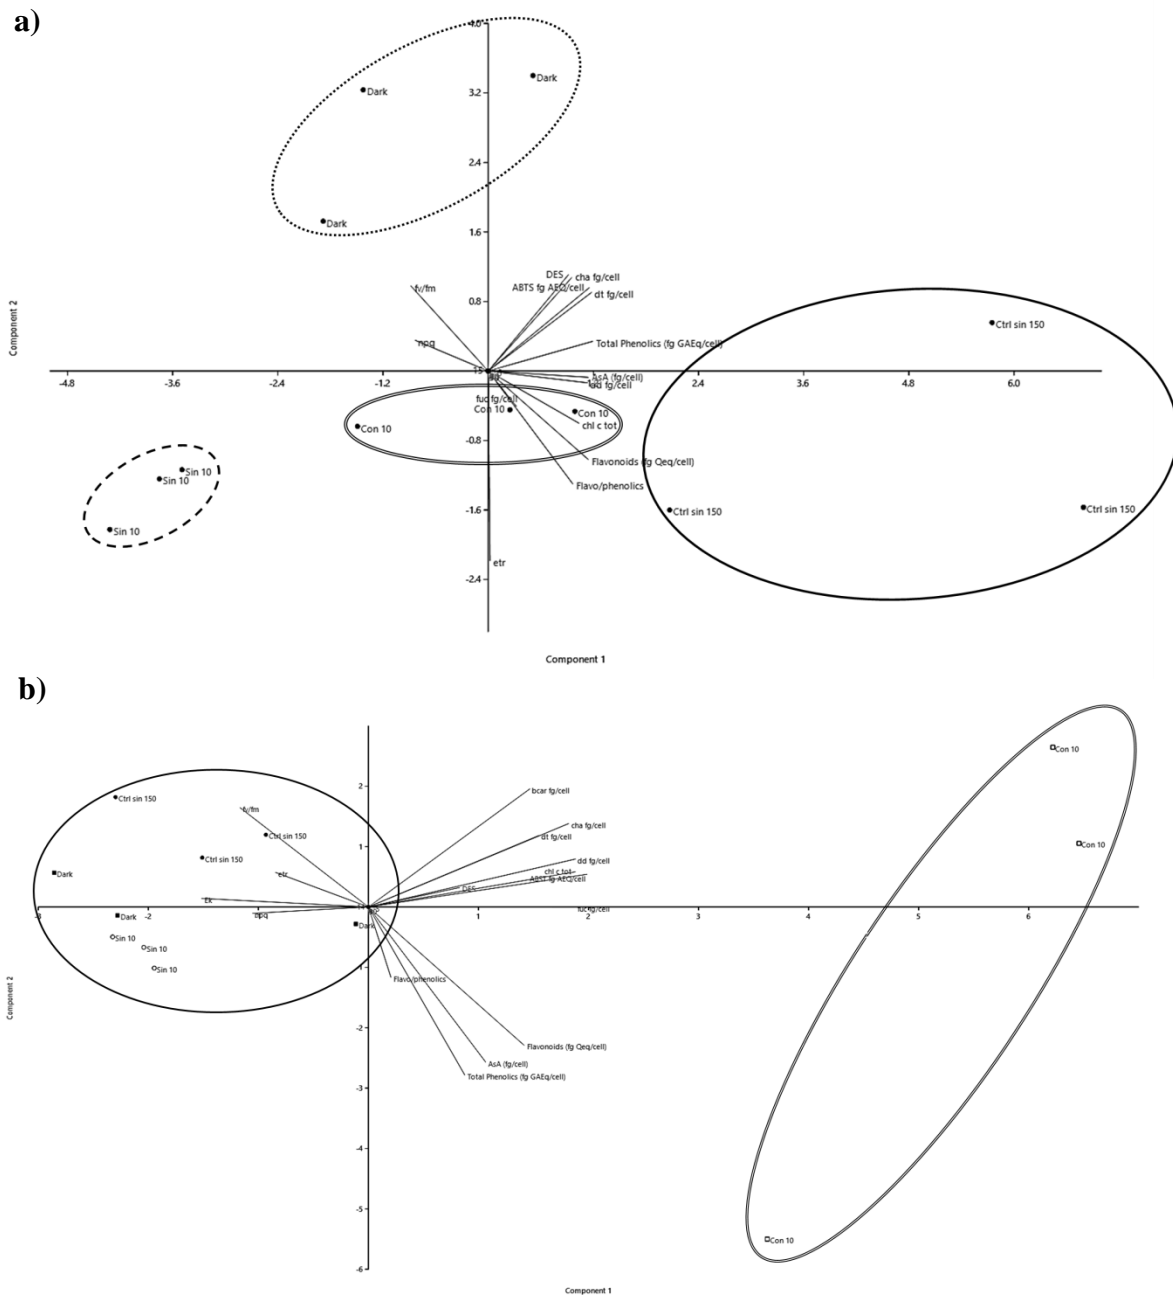 a)
4.0
Dark
3.2
Dark
2.4
Dark
1.6
DES
cha fg/cell
fv/fm
ABTS fg AEQ/cell
dt fg/cell
0.8
Component 2
Ctrl sin 150
npq
Total Phenolics (fg GAEq/cell)
-4.8
-3.6
-2.4
-1.2
AsA (fg/cell)
2.4
3.6
4.8
6.0
dd fg/cell
fuc fg/cell
Con 10
Con 10
Con 10
chl c tot
-0.8
Flavonoids (fg Qeq/cell)
Sin 10
Sin 10
Flavo/phenolics
-1.6
Ctrl sin 150
Ctrl sin 150
Sin 10
etr
-2.4
Component 1
b)
Con 10
2
bcar fg/cell
Ctrl sin 150
fv/fm
cha fg/cell
Ctrl sin 150
dt fg/cell
1
Con 10
Ctrl sin 150
dd fg/cell
Dark
etr
chl c tot
ABST fg AEQ/cell
DES
Ek
fuc fg/cell
-3
-2
-1
1
2
3
4
5
6
Dark
npq
Dark
Sin 10
Sin 10
Sin 10
-1
Flavo/phenolics
Component 2
-2
Flavonoids (fg Qeq/cell)
AsA (fg/cell)
Total Phenolics (fg GAEq/cell)
-3
-4
-5
Con 10
-6
Component 1